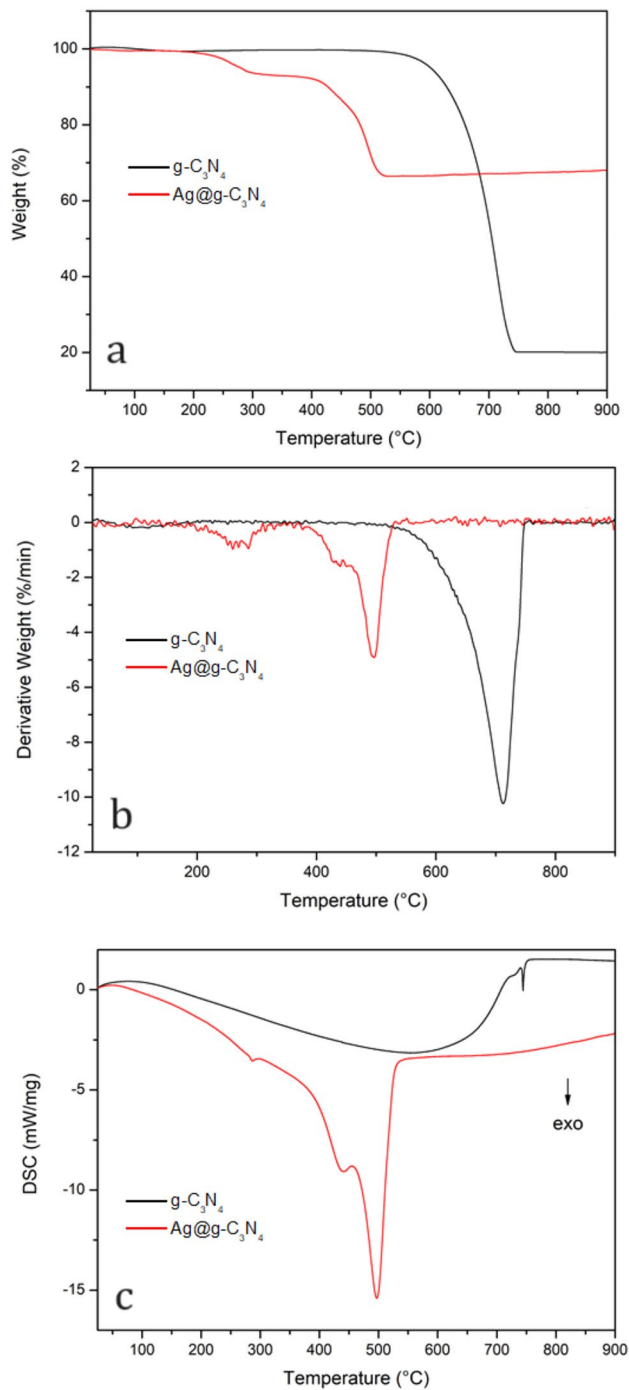 100
80
60
40
20
Weight (%)
g-C₃N₄
Ag@g-C₃N₄
a
100 200 300 400 500 600 700 800 900
Temperature (°C)
2
0
-2
-4
-6
-8
-10
-12
Derivative Weight (%/min)
g-C₃N₄
Ag@g-C₃N₄
b
200 400 600 800
Temperature (°C)
0
-5
-10
-15
DSC (mW/mg)
exo
g-C₃N₄
Ag@g-C₃N₄
c
100 200 300 400 500 600 700 800 900
Temperature (°C)